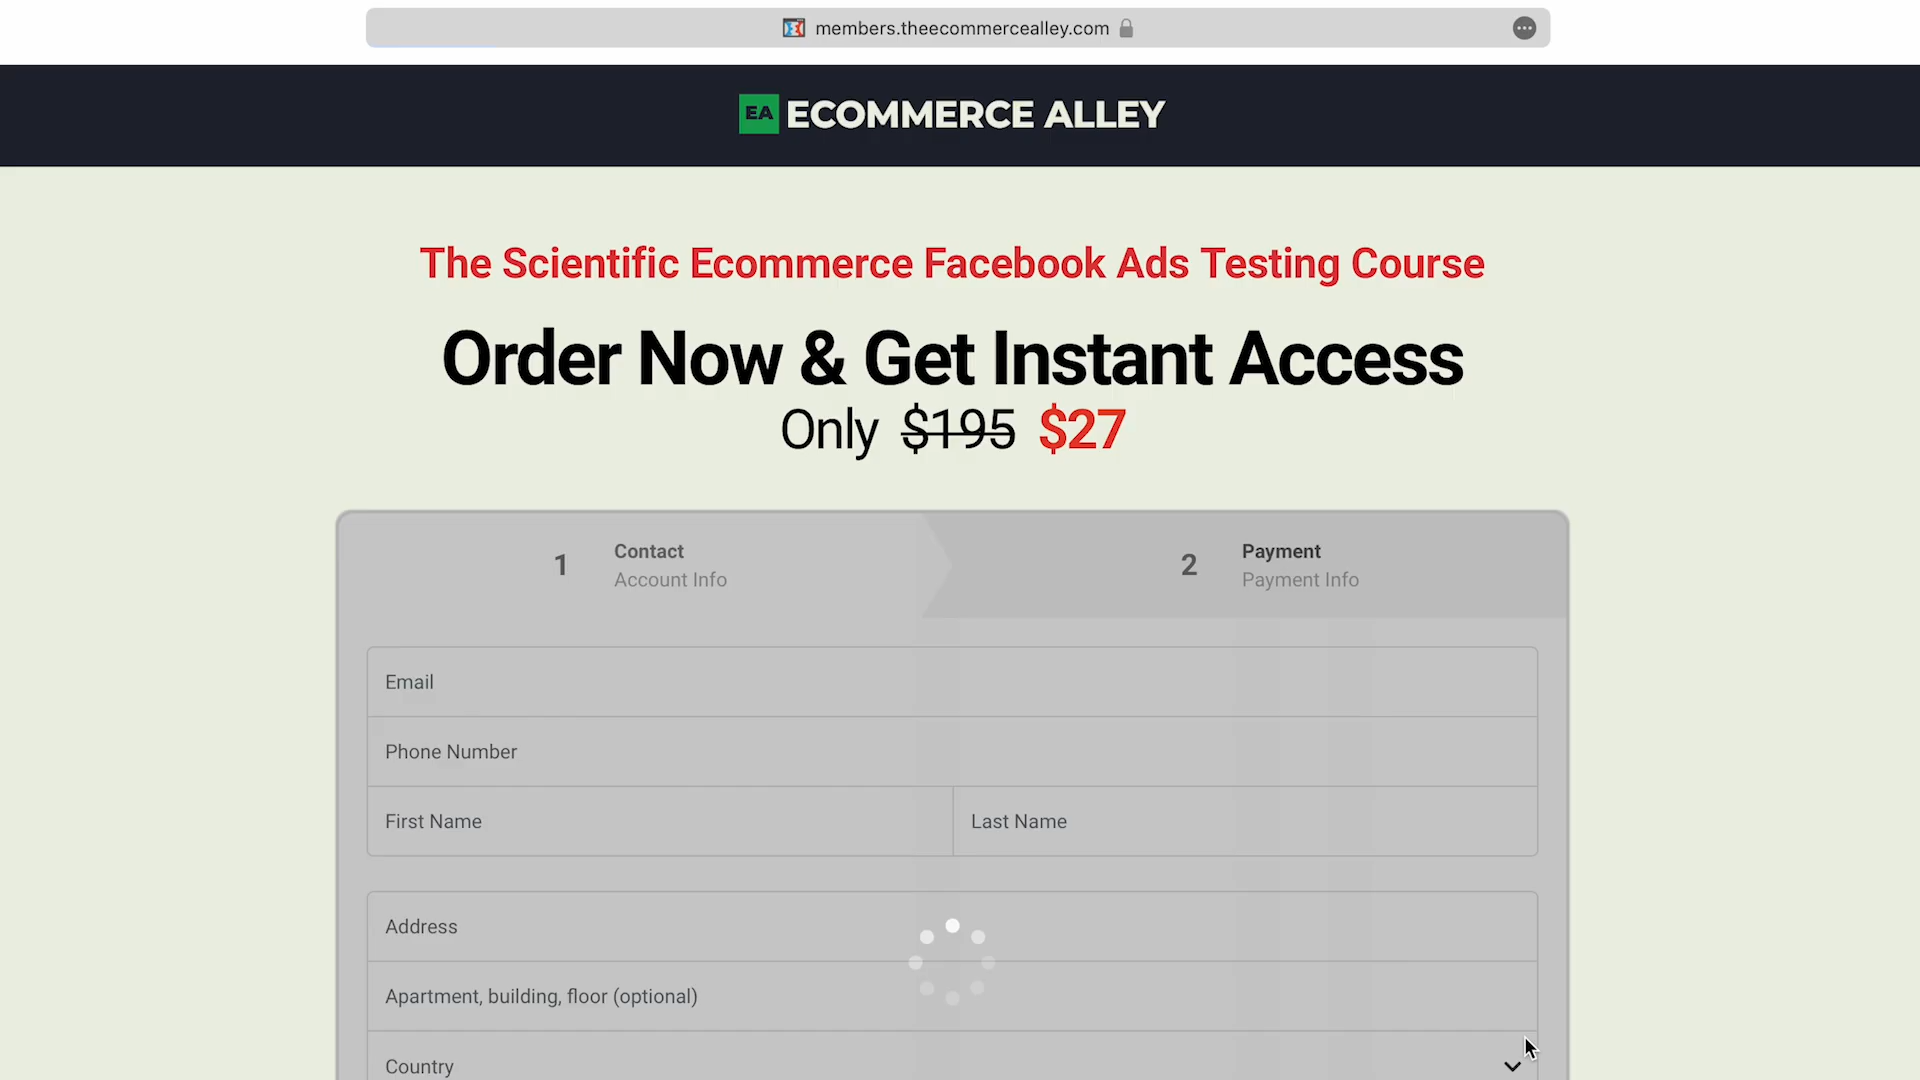 members.theecommercealley.com
EA ECOMMERCE ALLEY
The Scientific Ecommerce Facebook Ads Testing Course
Order Now & Get Instant Access
Only $195 $27
1 Contact
Account Info
2 Payment
Payment Info
Email
Phone Number
First Name
Last Name
Address
Apartment, building, floor (optional)
Country